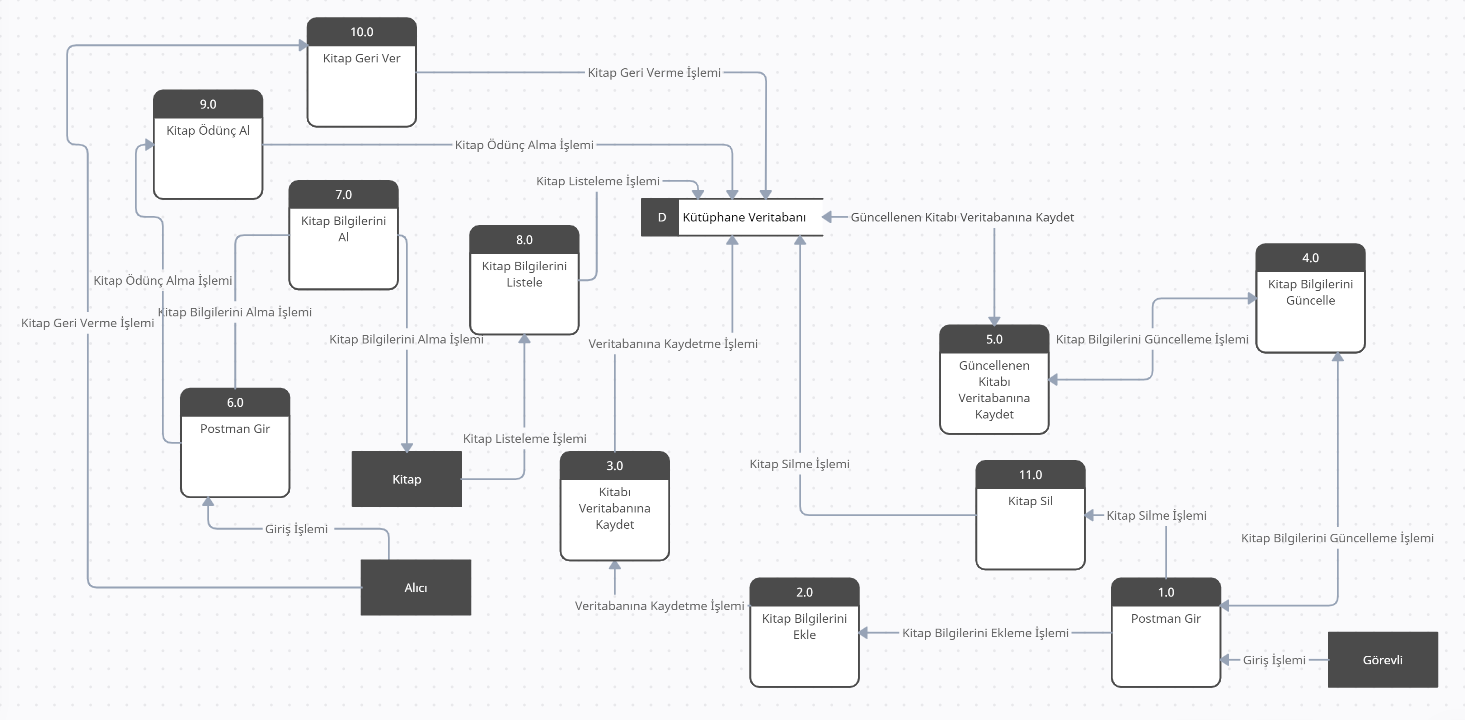 10.0
Kitap Geri Ver
Kitap Geri Verme İşlemi
9.0
Kitap Ödünç Al
Kitap Ödünç Alma İşlemi
Kitap Listeleme İşlemi
7.0
Kitap Bilgilerini
Al
D
Kütüphane Veritabanı
Güncellenen Kitabı Veritabanına Kaydet
8.0
Kitap Bilgilerini
Listele
4.0
Kitap Bilgilerini
Güncelle
Kitap Ödünç Alma İşlemi
Kitap Bilgilerini Alma İşlemi
Kitap Geri Verme İşlemi
Kitap Bilgilerini Alma İşlemi
Veritabanına Kaydetme İşlemi
5.0
Güncellenen
Kitabı
Veritabanına
Kaydet
Kitap Bilgilerini Güncelleme İşlemi
6.0
Postman Gir
Kitap Listeleme İşlemi
Kitap
3.0
Kitabı
Veritabanına
Kaydet
Kitap Silme İşlemi
11.0
Kitap Sil
Kitap Silme İşlemi
Giriş İşlemi
Kitap Bilgilerini Güncelleme İşlemi
Alıcı
Veritabanına Kaydetme İşlemi
2.0
Kitap Bilgilerini
Ekle
Kitap Bilgilerini Ekleme İşlemi
1.0
Postman Gir
Giriş İşlemi
Görevli